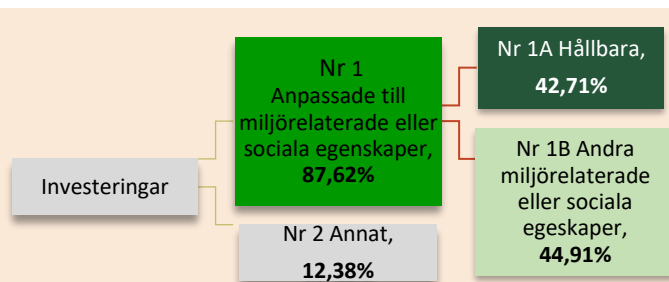 Investeringar
Nr 1
Anpassade till
miljörelaterade eller
sociala egenskaper,
87,62%
Nr 2 Annat,
12,38%
Nr 1A Hållbara,
42,71%
Nr 1B Andra
miljörelaterade
eller sociala
egeskaper,
44,91%